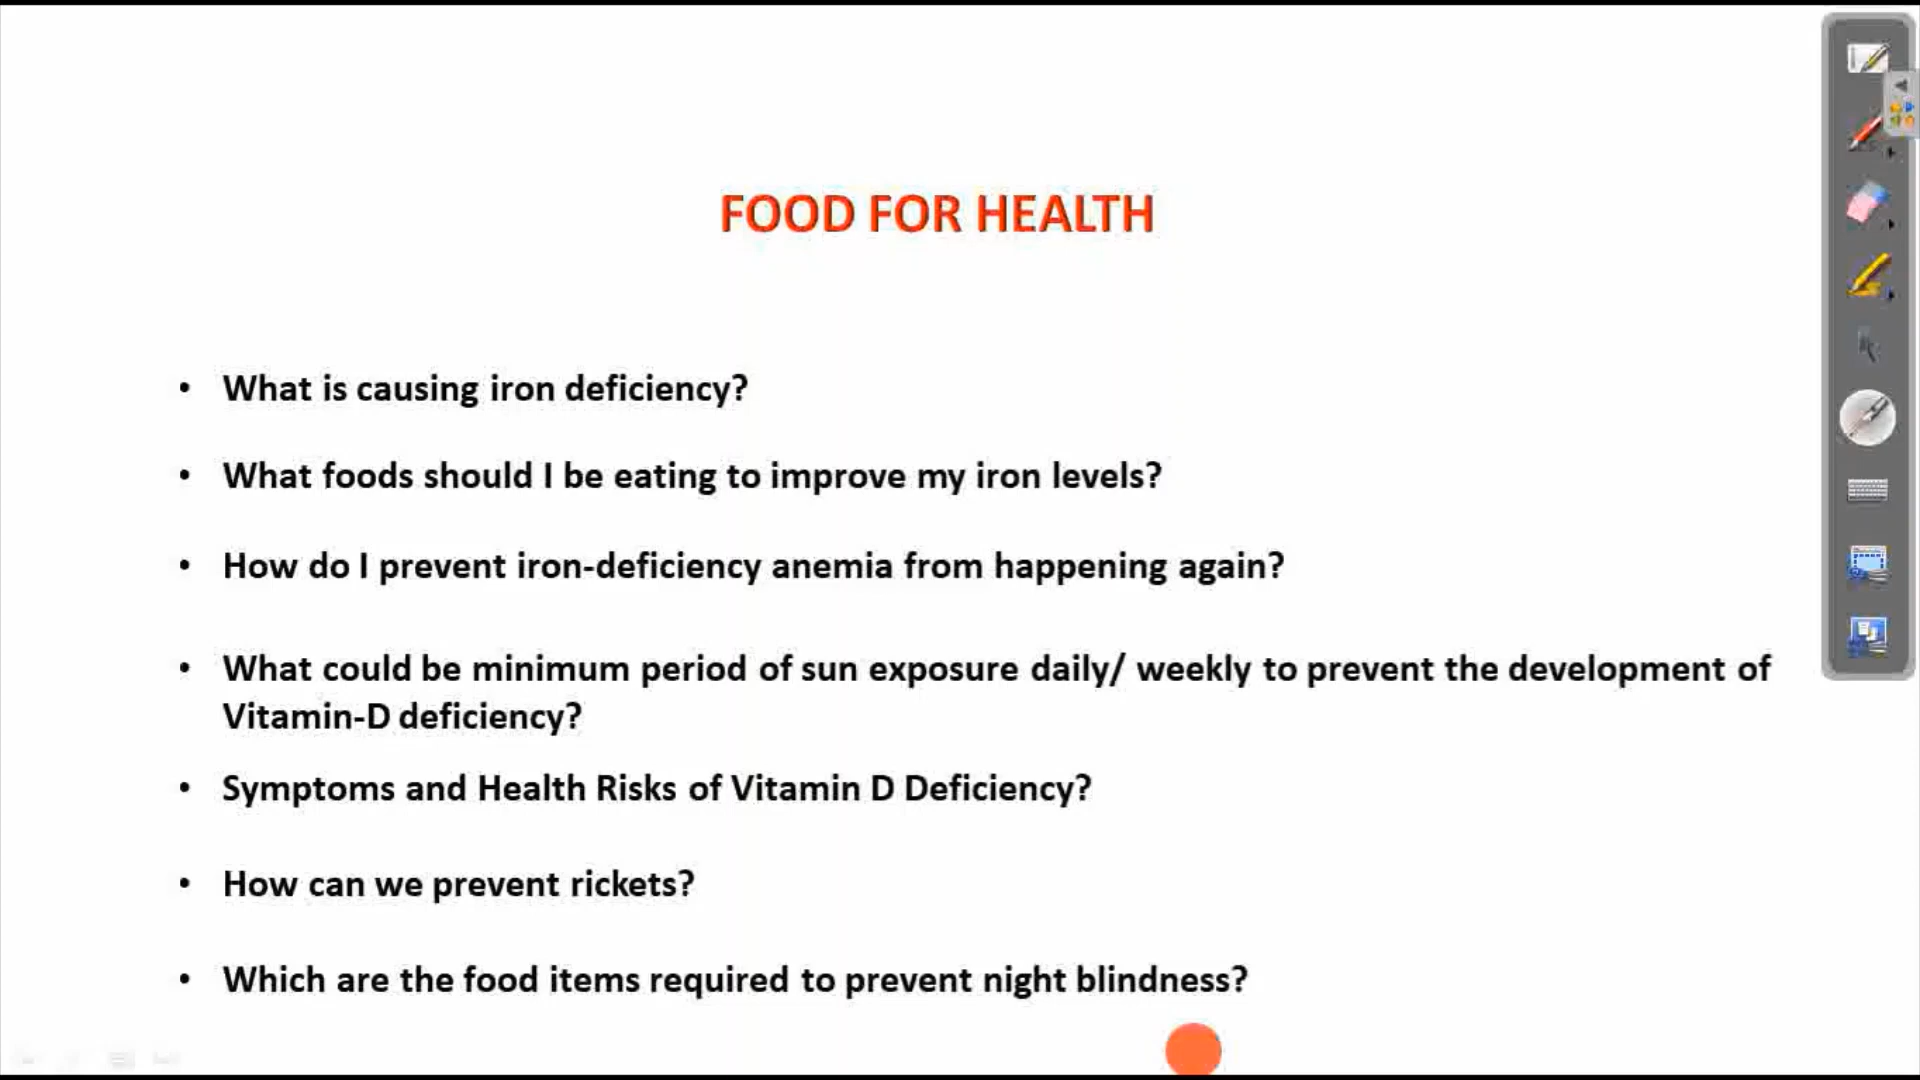 FOOD FOR HEALTH
• What is causing iron deficiency?
• What foods should I be eating to improve my iron levels?
• How do I prevent iron-deficiency anemia from happening again?
• What could be minimum period of sun exposure daily/ weekly to prevent the development of
Vitamin-D deficiency?
• Symptoms and Health Risks of Vitamin D Deficiency?
• How can we prevent rickets?
• Which are the food items required to prevent night blindness?